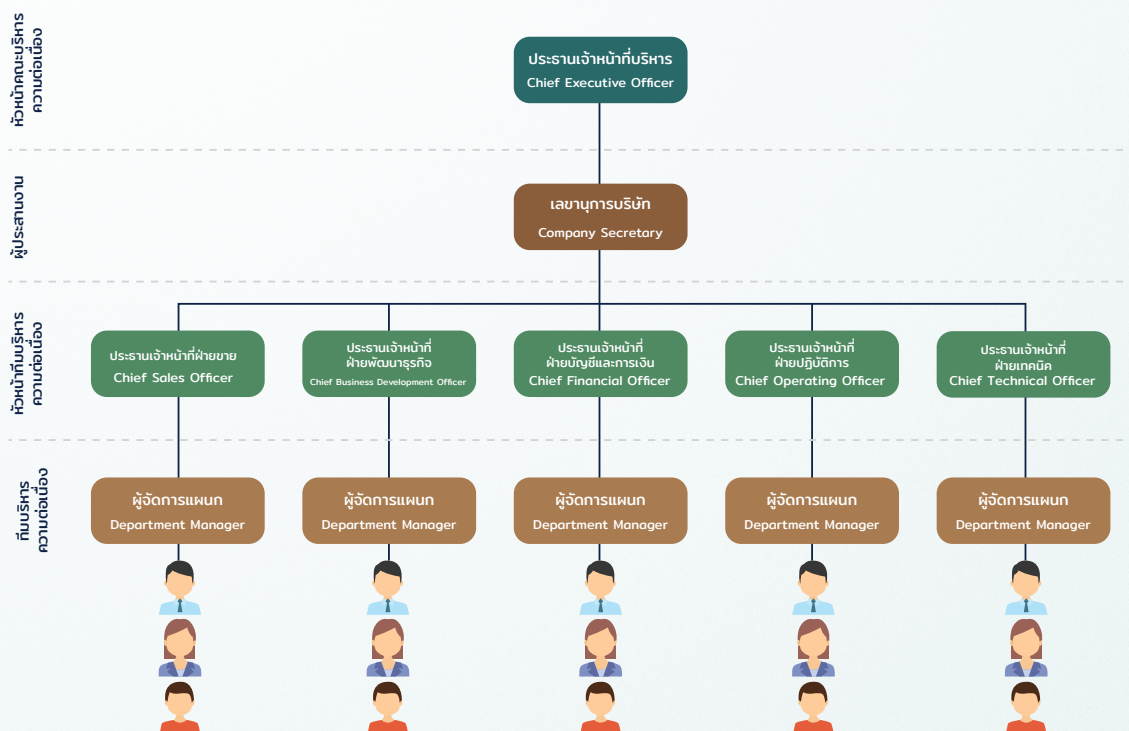 หัวหน้าคณะบริหาร
ความต่อเนื่อง
ประธานเจ้าหน้าที่บริหาร
Chief Executive Officer
ผู้ประสานงาน
เลขานุการบริษัท
Company Secretary
หัวหน้าทีมบริหาร
ความต่อเนื่อง
ประธานเจ้าหน้าที่ฝ่ายขาย
Chief Sales Officer
ประธานเจ้าหน้าที่
ฝ่ายพัฒนาธุรกิจ
Chief Business Development Officer
ประธานเจ้าหน้าที่
ฝ่ายบัญชีและการเงิน
Chief Financial Officer
ประธานเจ้าหน้าที่
ฝ่ายปฏิบัติการ
Chief Operating Officer
ประธานเจ้าหน้าที่
ฝ่ายเทคนิค
Chief Technical Officer
ทีมบริหาร
ความต่อเนื่อง
ผู้จัดการแผนก
Department Manager
ผู้จัดการแผนก
Department Manager
ผู้จัดการแผนก
Department Manager
ผู้จัดการแผนก
Department Manager
ผู้จัดการแผนก
Department Manager